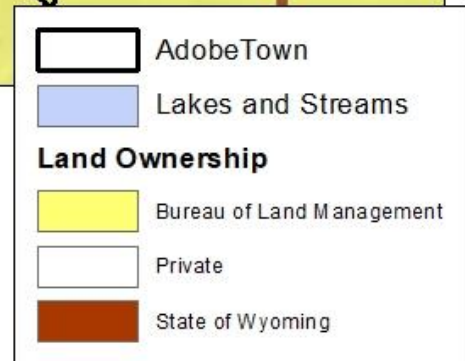 AdobeTown
Lakes and Streams
Land Ownership
Bureau of Land Management
Private
State of Wyoming